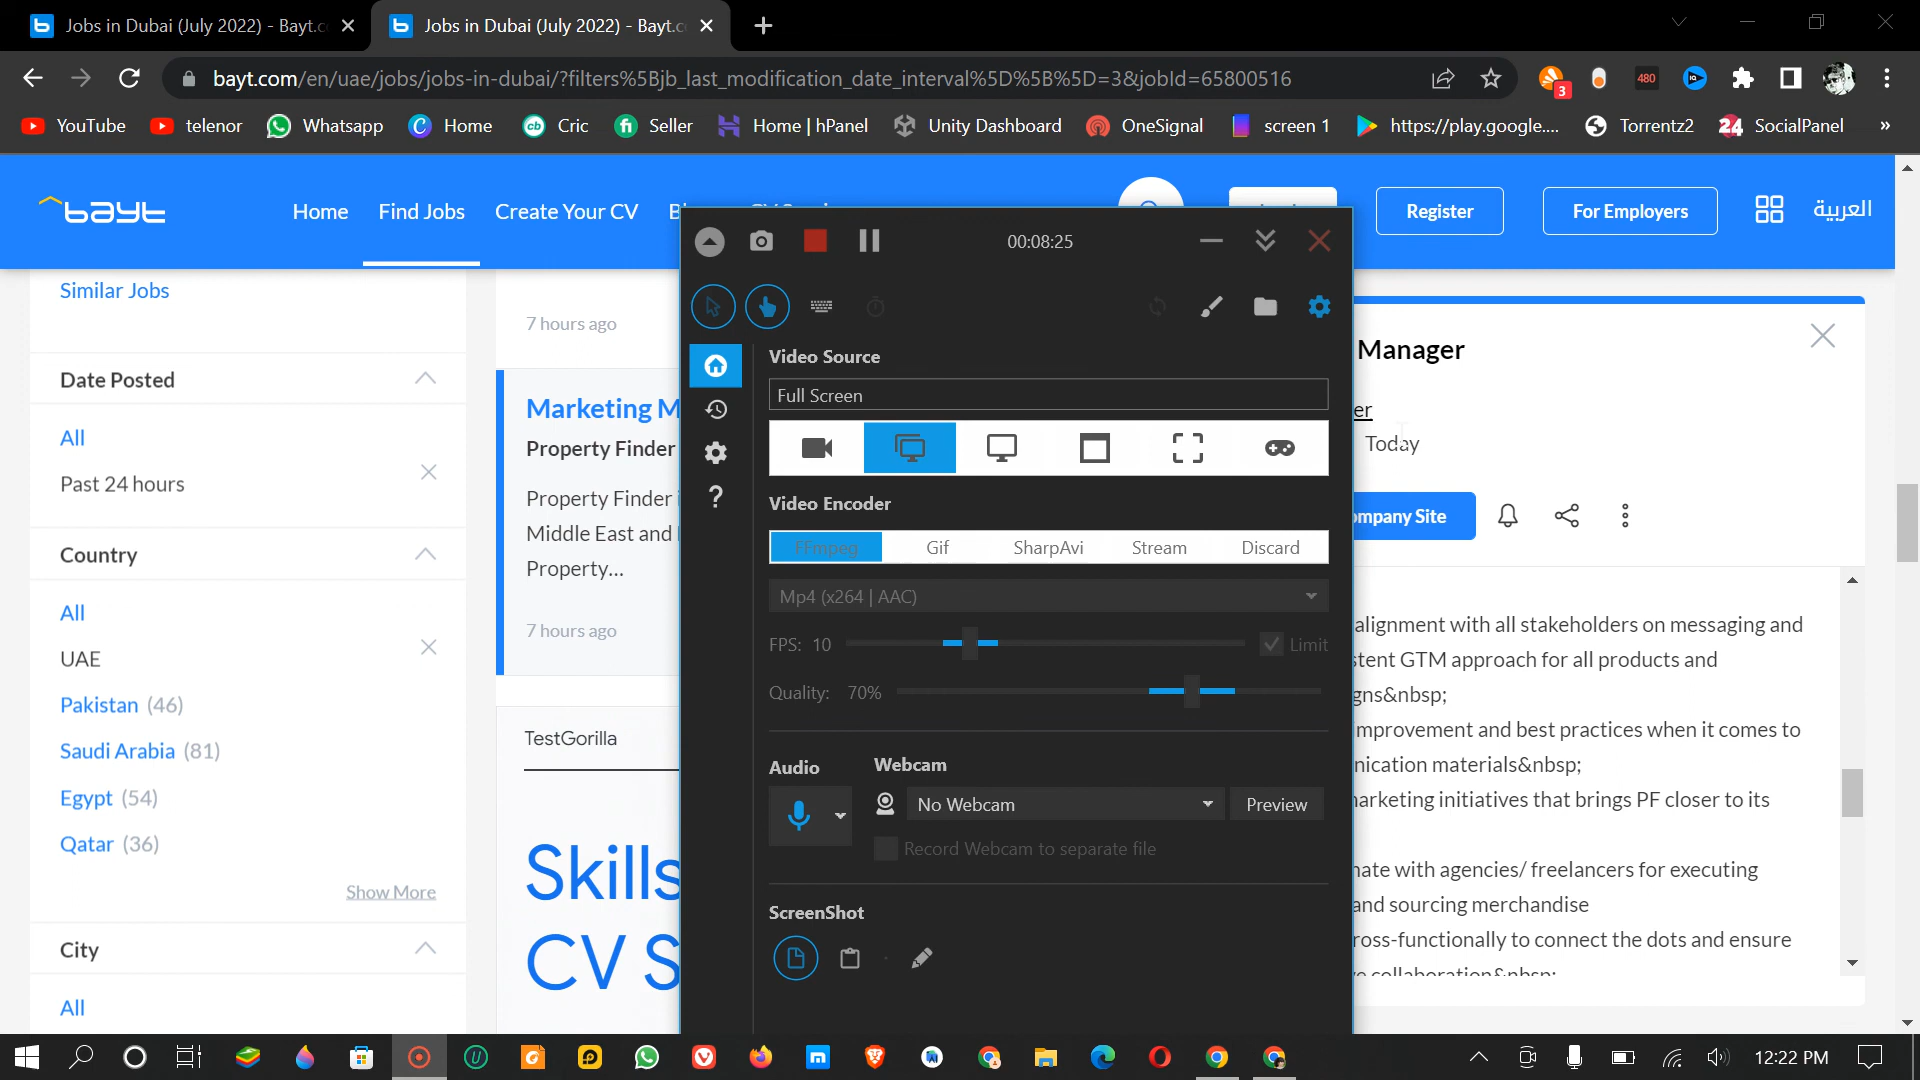 Jobs in Dubai (July 2022) - Bayt.c
Jobs in Dubai (July 2022) - Bayt.c
bayt.com/en/uae/jobs/jobs-in-dubai/?filters%5Bjb_last_modification_date_interval%5D%5B%5D=3&jobId=65800516
3
480
YouTube
telenor
Whatsapp
Home
Cric
Seller
Home | hPanel
Unity Dashboard
OneSignal
screen 1
https://play.google....
Torrentz2
24
SocialPanel
»
bayt
Home
Find Jobs
Create Your CV
Register
For Employers
العربية
Similar Jobs
Date Posted
All
Past 24 hours
Country
All
UAE
Pakistan (46)
Saudi Arabia (81)
Egypt (54)
Qatar (36)
Show More
City
All
7 hours ago
Marketing M
Property Finder
Property Finder i
Middle East and
Property...
7 hours ago
TestGorilla
Skills
CV S
00:08:25
Video Source
Full Screen
Video Encoder
FFmpeg
Gif
SharpAvi
Stream
Discard
Mp4 (x264 | AAC)
FPS: 10
Limit
Quality: 70%
Audio
Webcam
No Webcam
Preview
Record Webcam to separate file
ScreenShot
Manager
er
Today
ompany Site
alignment with all stakeholders on messaging and
stent GTM approach for all products and
gns&nbsp;
mprovement and best practices when it comes to
nication materials&nbsp;
marketing initiatives that brings PF closer to its
nate with agencies/ freelancers for executing
and sourcing merchandise
ross-functionally to connect the dots and ensure
e collaboration&nbsp;
12:22 PM